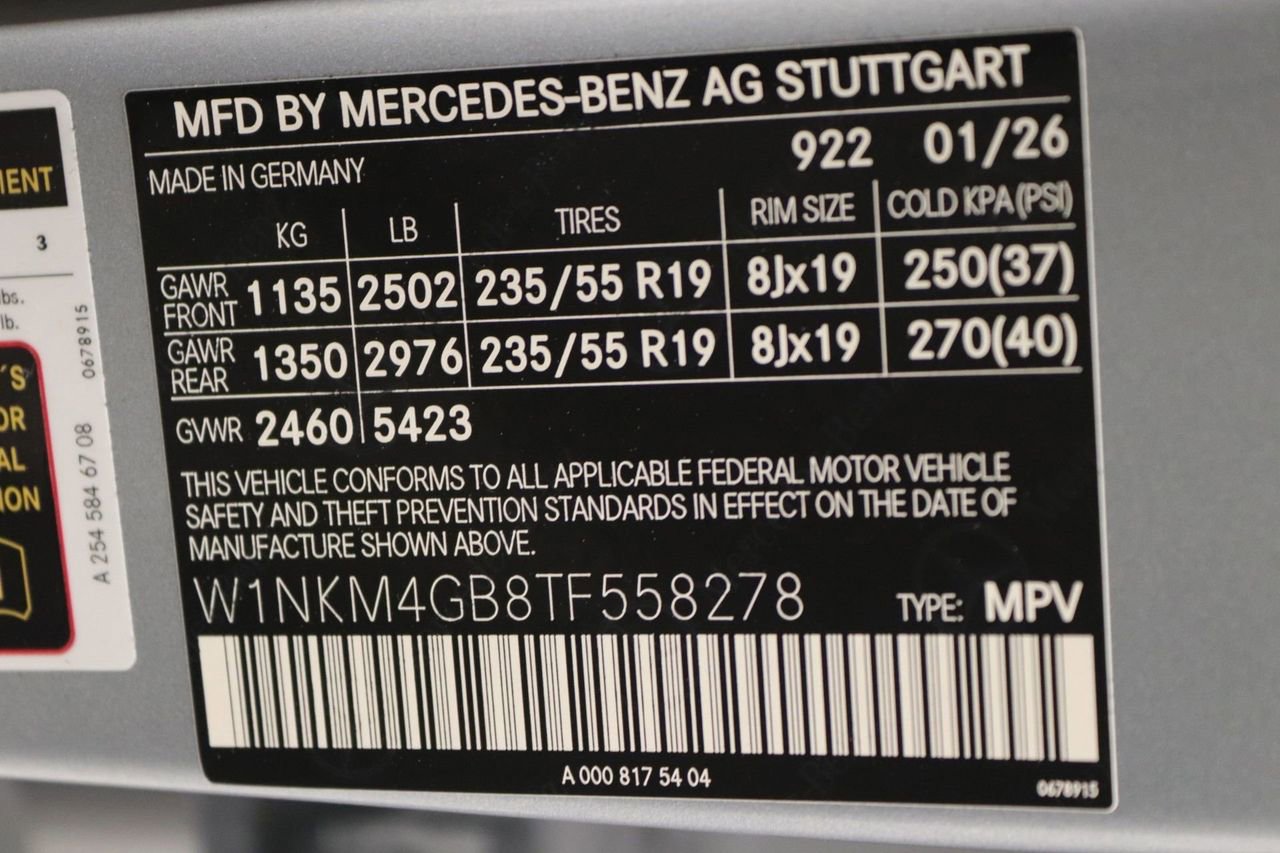 MFD BY MERCEDES-BENZ AG STUTTGART
922 01/26
MADE IN GERMANY
KG LB TIRES RIM SIZE COLD KPA (PSI)
GAWR FRONT 1135 2502 235/55 R19 8Jx19 250(37)
GAWR REAR 1350 2976 235/55 R19 8Jx19 270(40)
GVWR 2460 5423
THIS VEHICLE CONFORMS TO ALL APPLICABLE FEDERAL MOTOR VEHICLE
SAFETY AND THEFT PREVENTION STANDARDS IN EFFECT ON THE DATE OF
MANUFACTURE SHOWN ABOVE.
W1NKM4GB8TF558278 TYPE: MPV
A 000 817 54 04
0678915
3
lb.
0678915
A 254 584 67 08